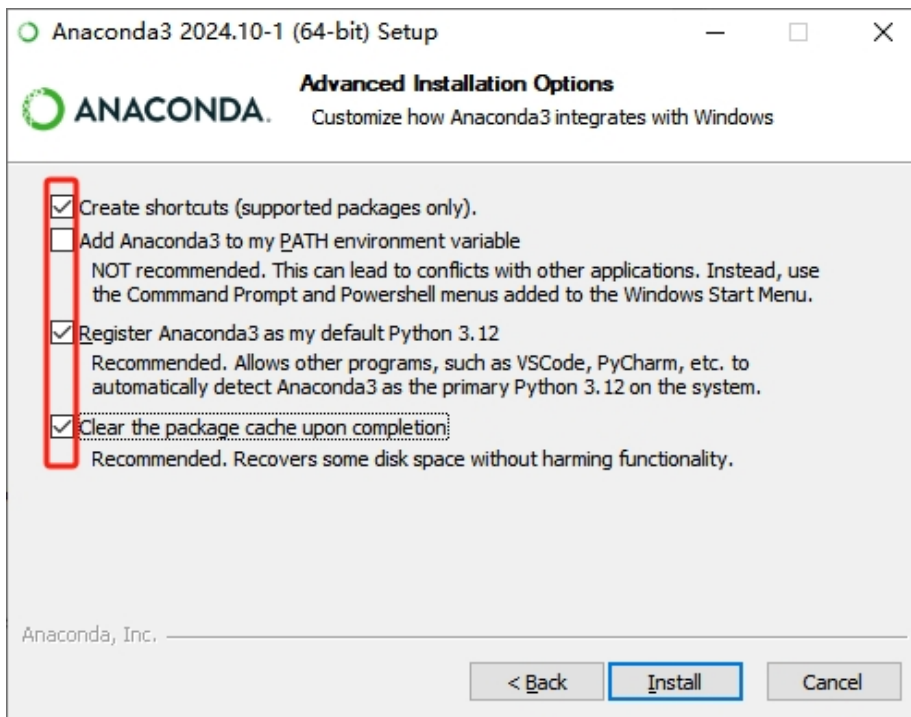 Anaconda3 2024.10-1 (64-bit) Setup
ANACONDA.
Advanced Installation Options
Customize how Anaconda3 integrates with Windows
Create shortcuts (supported packages only).
Add Anaconda3 to my PATH environment variable
NOT recommended. This can lead to conflicts with other applications. Instead, use
the Commmand Prompt and Powershell menus added to the Windows Start Menu.
Register Anaconda3 as my default Python 3.12
Recommended. Allows other programs, such as VSCode, PyCharm, etc. to
automatically detect Anaconda3 as the primary Python 3.12 on the system.
Clear the package cache upon completion
Recommended. Recovers some disk space without harming functionality.
Anaconda, Inc.
< Back
Install
Cancel